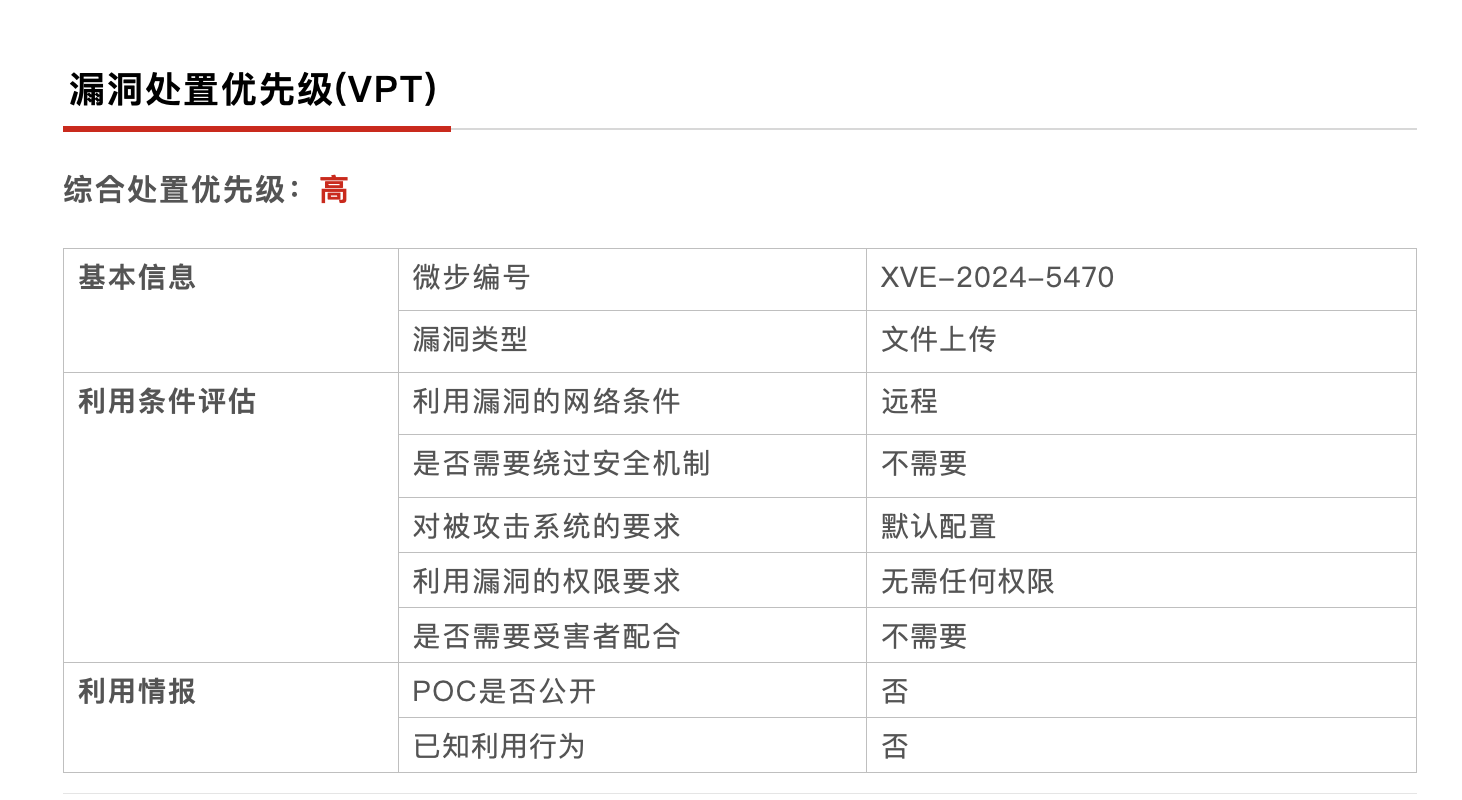 漏洞处置优先级(VPT)
综合处置优先级：高
基本信息 微步编号 XVE-2024-5470
漏洞类型 文件上传
利用条件评估 利用漏洞的网络条件 远程
是否需要绕过安全机制 不需要
对被攻击系统的要求 默认配置
利用漏洞的权限要求 无需任何权限
是否需要受害者配合 不需要
利用情报 POC是否公开 否
已知利用行为 否